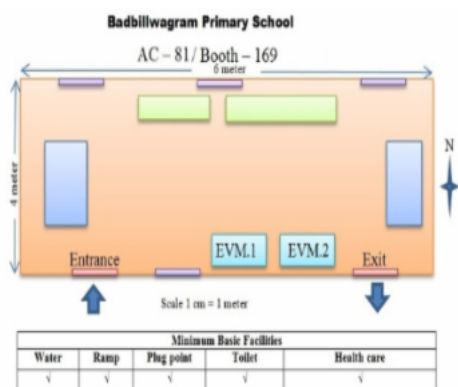 Badbillwagram Primary School
AC – 81/ Booth -169
6 meter
4 meter
N
Entrance
EVM.1
EVM.2
Exit
Scale 1 cm = 1 meter
Minimum Basic Facilities
Water Ramp Plug point Toilet Health care
√ √ √ √ √